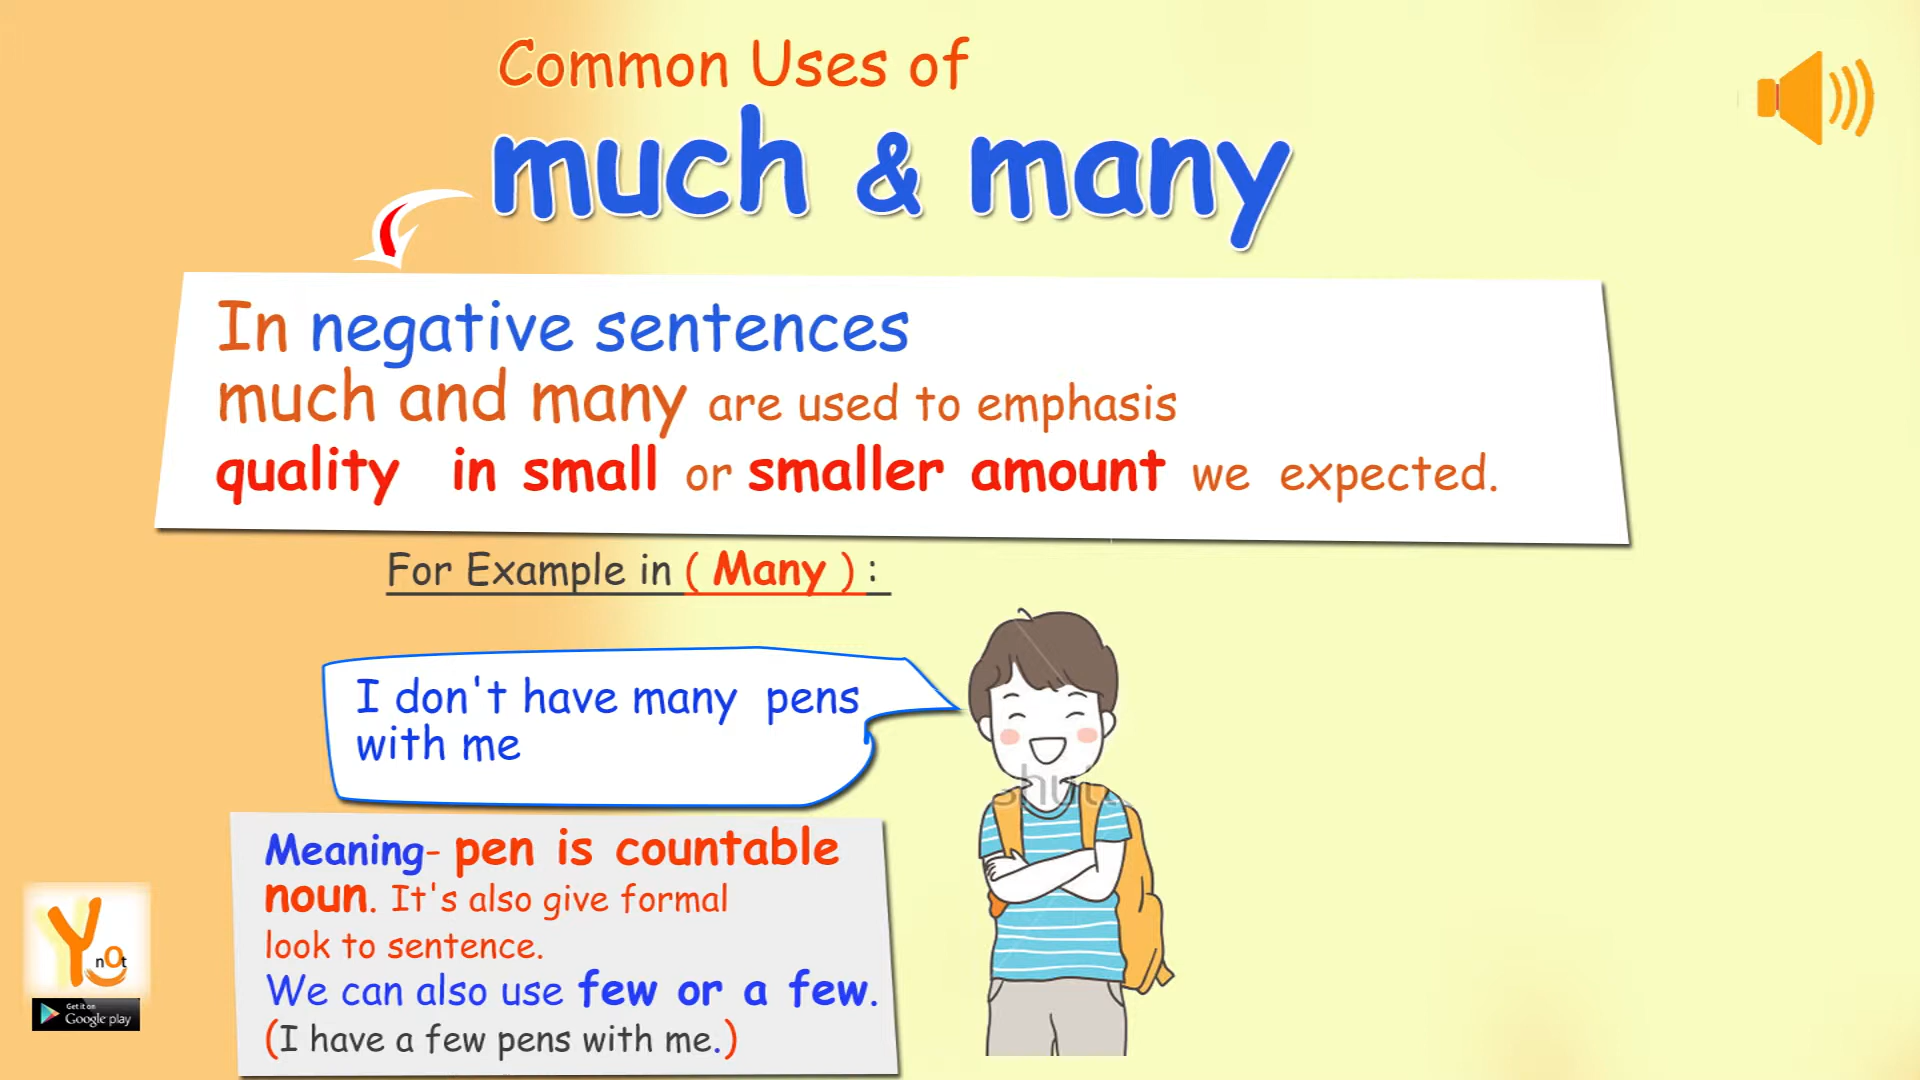 Common Uses of
much & many
In negative sentences
much and many are used to emphasis
quality in small or smaller amount we expected.
For Example in ( Many ) :
I don't have many pens
with me
shut
Meaning- pen is countable
noun. It's also give formal
look to sentence.
We can also use few or a few.
(I have a few pens with me.)
Y nOt
Get it on
Google play